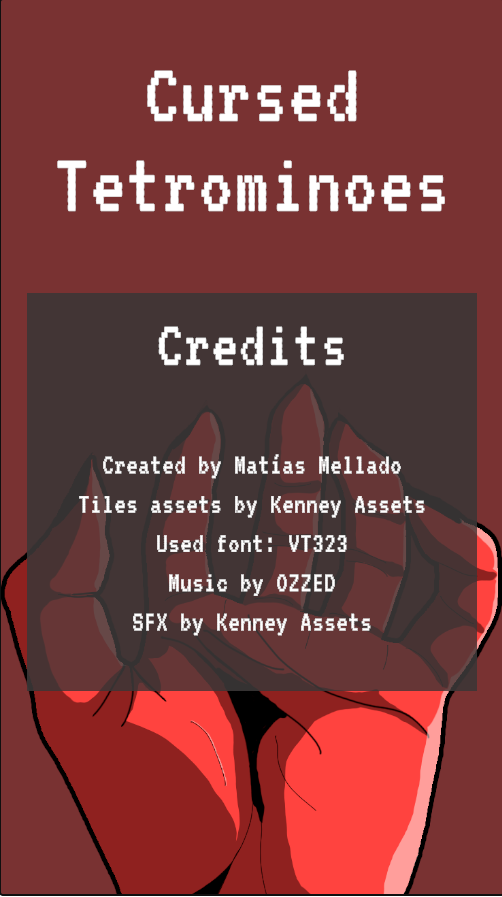 Cursed
Tetrominoes
Credits
Created by Matías Mellado
Tiles assets by Kenney Assets
Used font: VT323
Music by OZZED
SFX by Kenney Assets